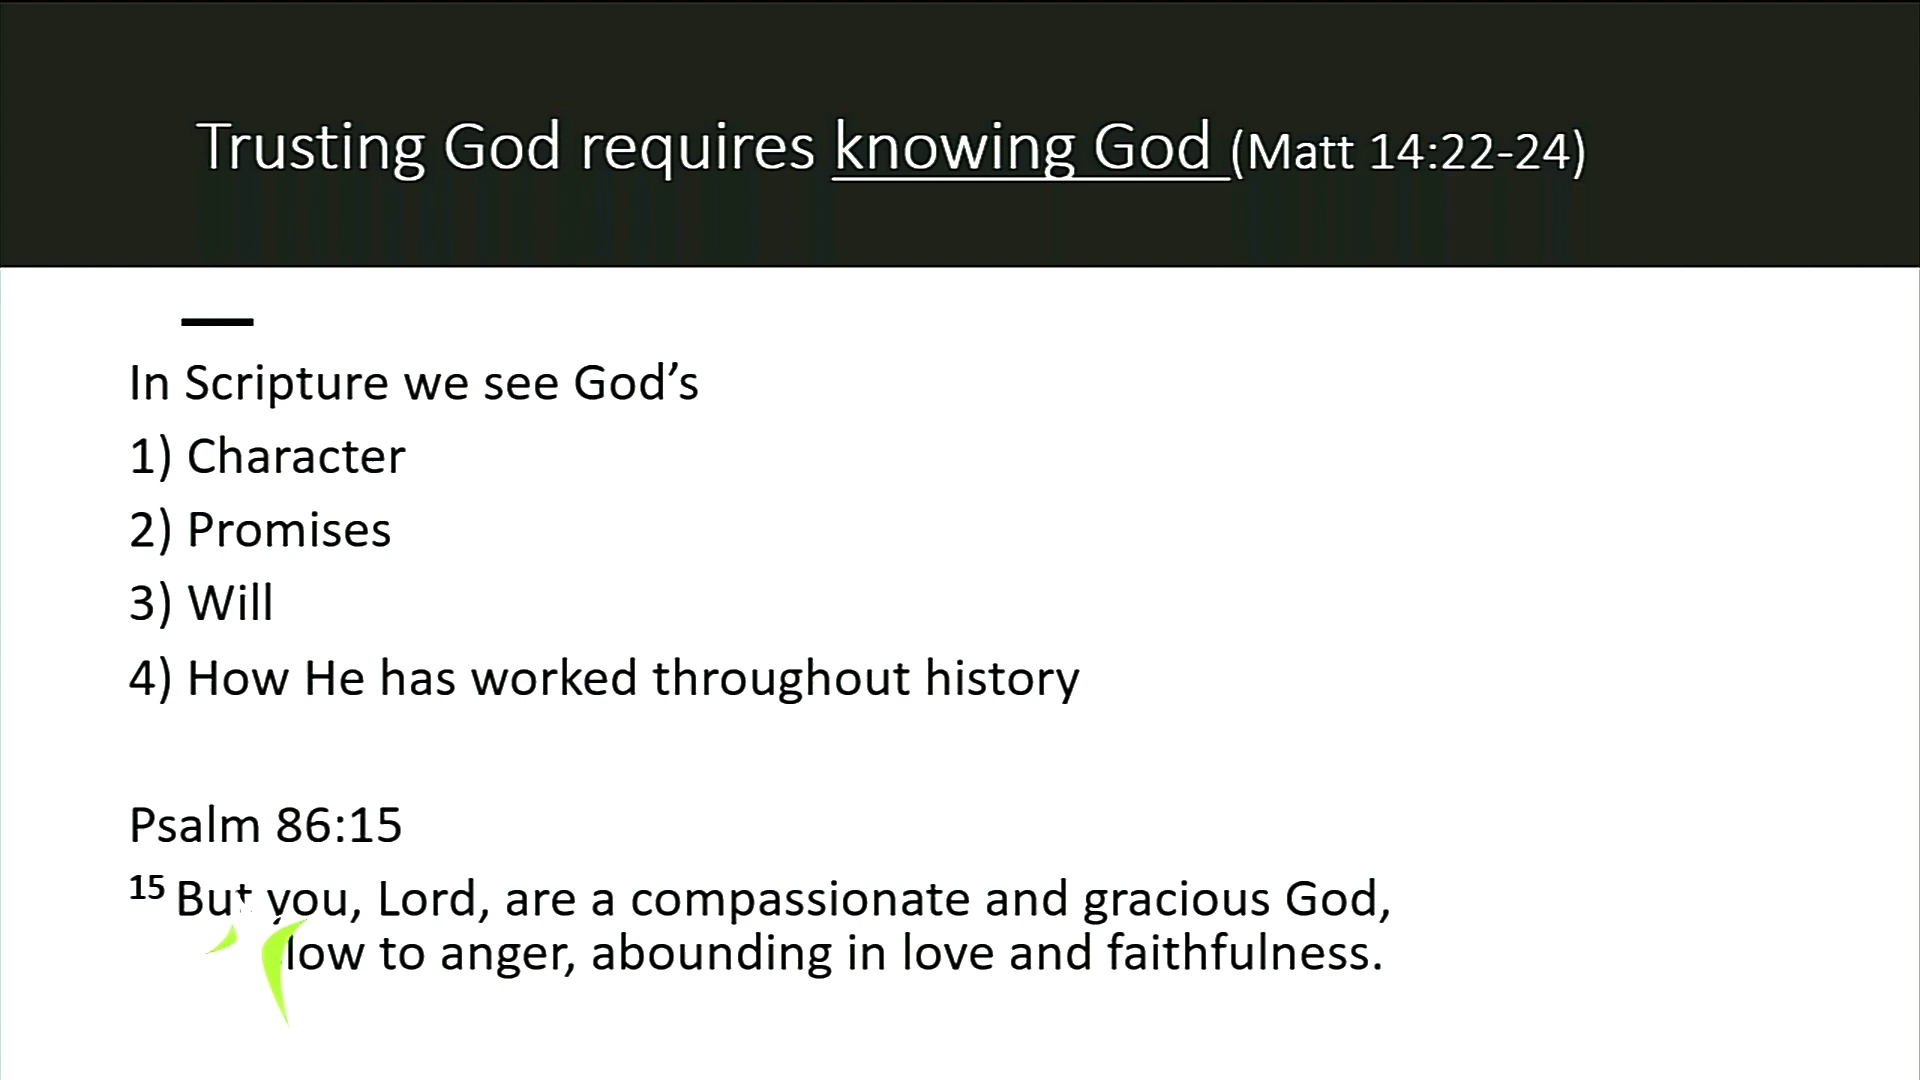 Trusting God requires knowing God (Matt 14:22-24)
In Scripture we see God’s
1) Character
2) Promises
3) Will
4) How He has worked throughout history
Psalm 86:15
15 But you, Lord, are a compassionate and gracious God,
low to anger, abounding in love and faithfulness.